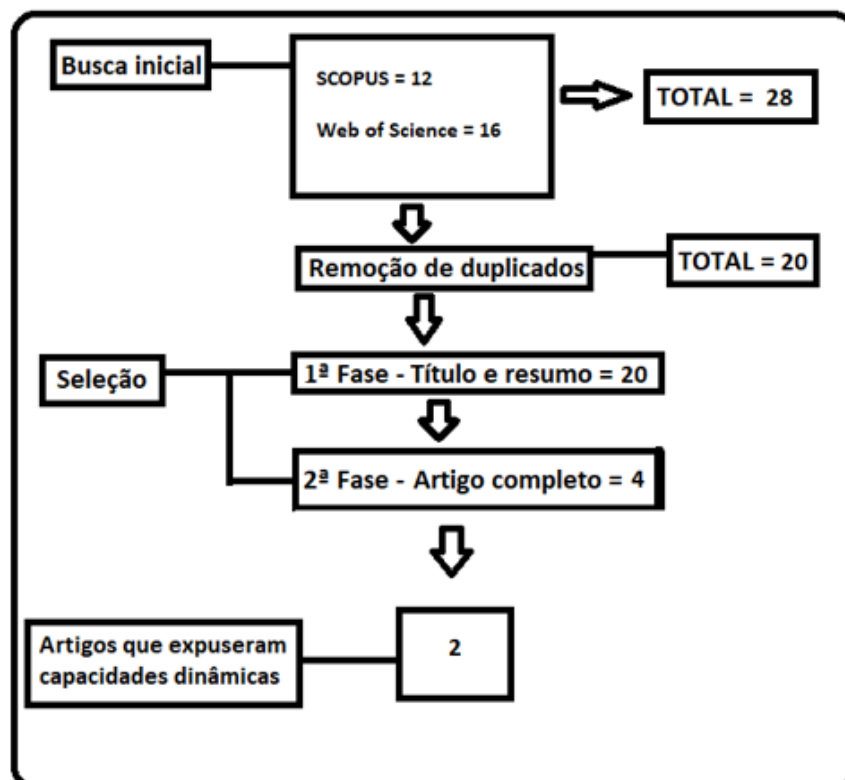 Busca inicial
SCOPUS = 12
Web of Science = 16
TOTAL = 28
Remoção de duplicados
TOTAL = 20
Seleção
1ª Fase - Título e resumo = 20
2ª Fase - Artigo completo = 4
Artigos que expuseram
capacidades dinâmicas
2